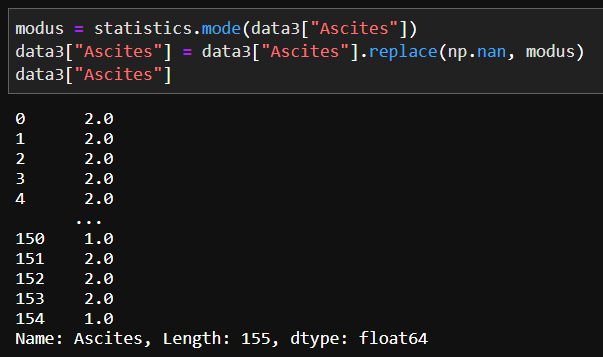 modus = statistics.mode(data3["Ascites"])
data3["Ascites"] = data3["Ascites"].replace(np.nan, modus)
data3["Ascites"]
0      2.0
1      2.0
2      2.0
3      2.0
4      2.0
      ...
150    1.0
151    2.0
152    2.0
153    2.0
154    1.0
Name: Ascites, Length: 155, dtype: float64